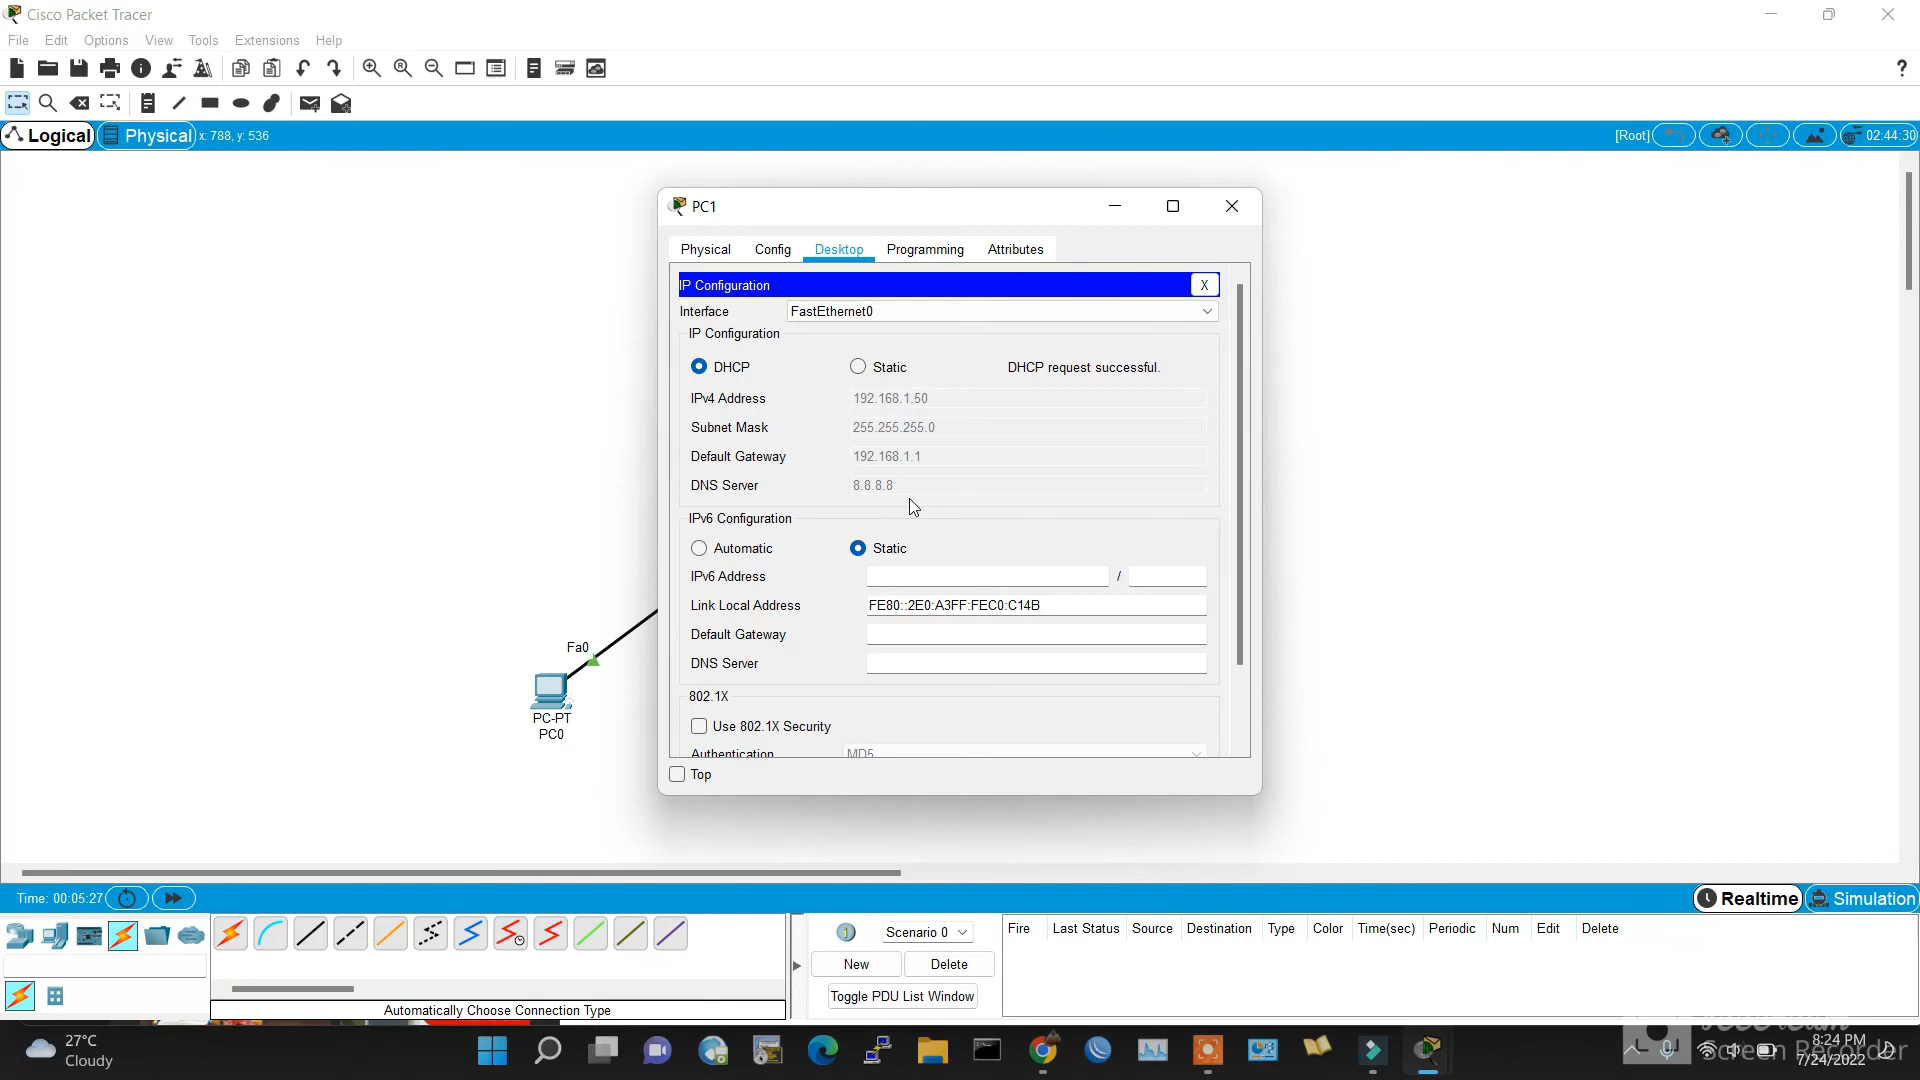 Cisco Packet Tracer
File Edit Options View Tools Extensions Help
?
Logical Physical x: 788, y: 536 [Root] 02:44:30
PC1
Physical Config Desktop Programming Attributes
IP Configuration X
Interface FastEthernet0
IP Configuration
DHCP Static DHCP request successful.
IPv4 Address 192.168.1.50
Subnet Mask 255.255.255.0
Default Gateway 192.168.1.1
DNS Server 8.8.8.8
IPv6 Configuration
Automatic Static
IPv6 Address /
Link Local Address FE80::2E0:A3FF:FEC0:C14B
Default Gateway
DNS Server
802.1X
Use 802.1X Security
Authentication MD5
Top
Fa0
PC-PT
PC0
Time: 00:05:27 Realtime Simulation
Scenario 0
New Delete
Toggle PDU List Window
Fire Last Status Source Destination Type Color Time(sec) Periodic Num Edit Delete
Automatically Choose Connection Type
27°C
Cloudy
8:24 PM
7/24/2022
Screen Recorder